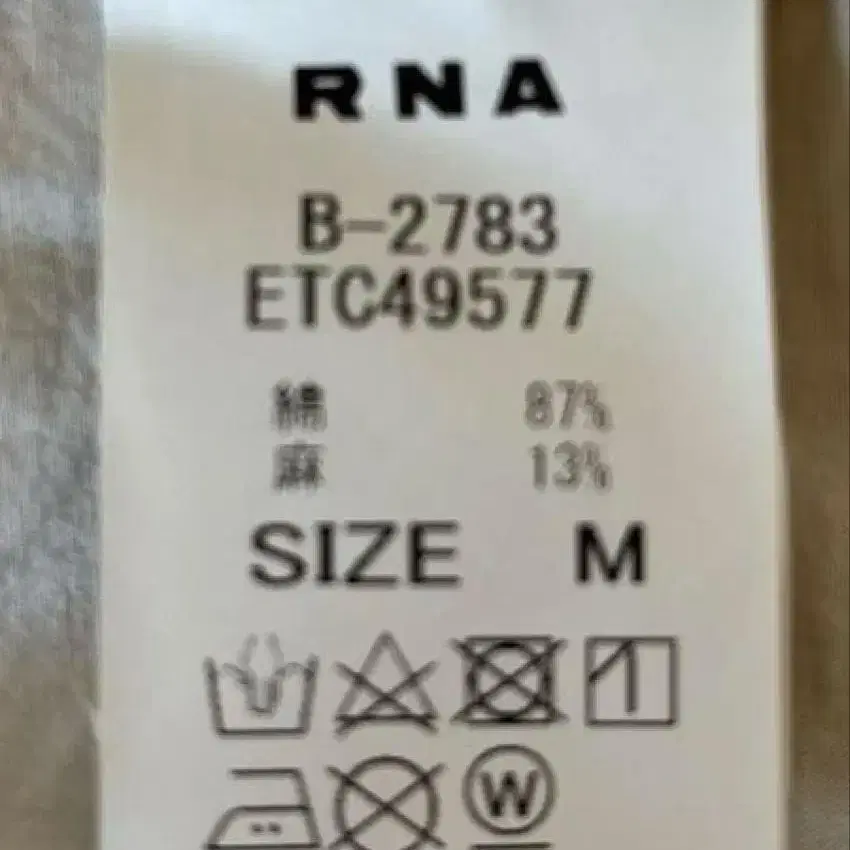 RNA
B-2783
ETC49577
綿 87%
麻 13%
SIZE M
W